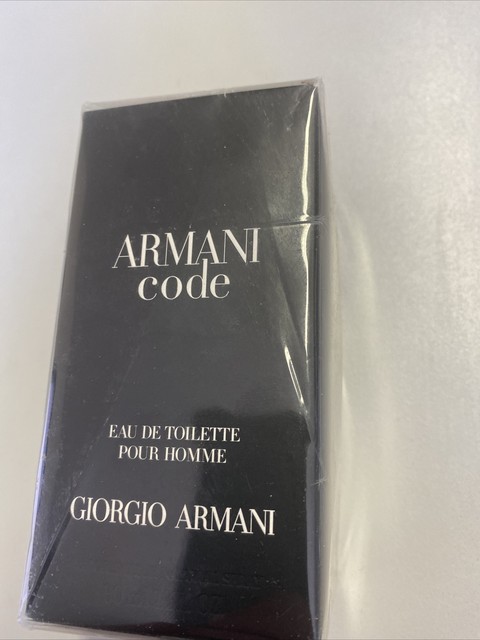 ARMANI
code
EAU DE TOILETTE
POUR HOMME
GIORGIO ARMANI